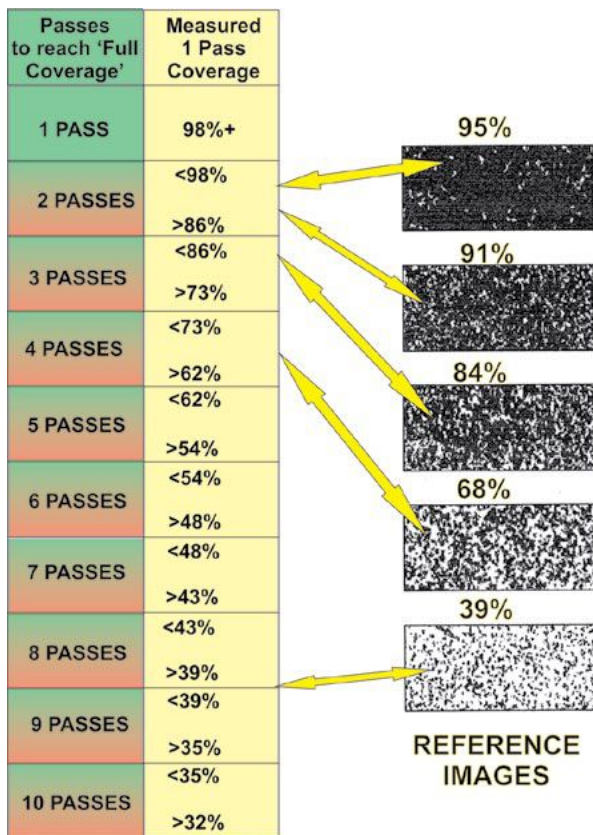 Passes
to reach ‘Full
Coverage’
Measured
1 Pass
Coverage
1 PASS
98%+
2 PASSES
<98%
>86%
3 PASSES
<86%
>73%
4 PASSES
<73%
>62%
5 PASSES
<62%
>54%
6 PASSES
<54%
>48%
7 PASSES
<48%
>43%
8 PASSES
<43%
>39%
9 PASSES
<39%
>35%
10 PASSES
<35%
>32%
95%
91%
84%
68%
39%
REFERENCE
IMAGES